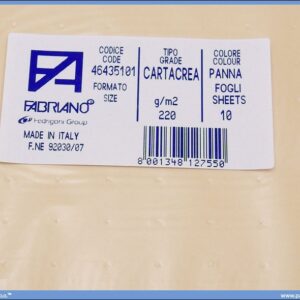 CODICE
CODE
46435101
TIPO
GRADE
CARTACREA
COLORE
COLOUR
PANNA
FABRIANO
Fedrigoni Group
FORMATO
SIZE
g/m2
220
FOGLI
SHEETS
10
MADE IN ITALY
F.NE 92030/07
8 001348 127550